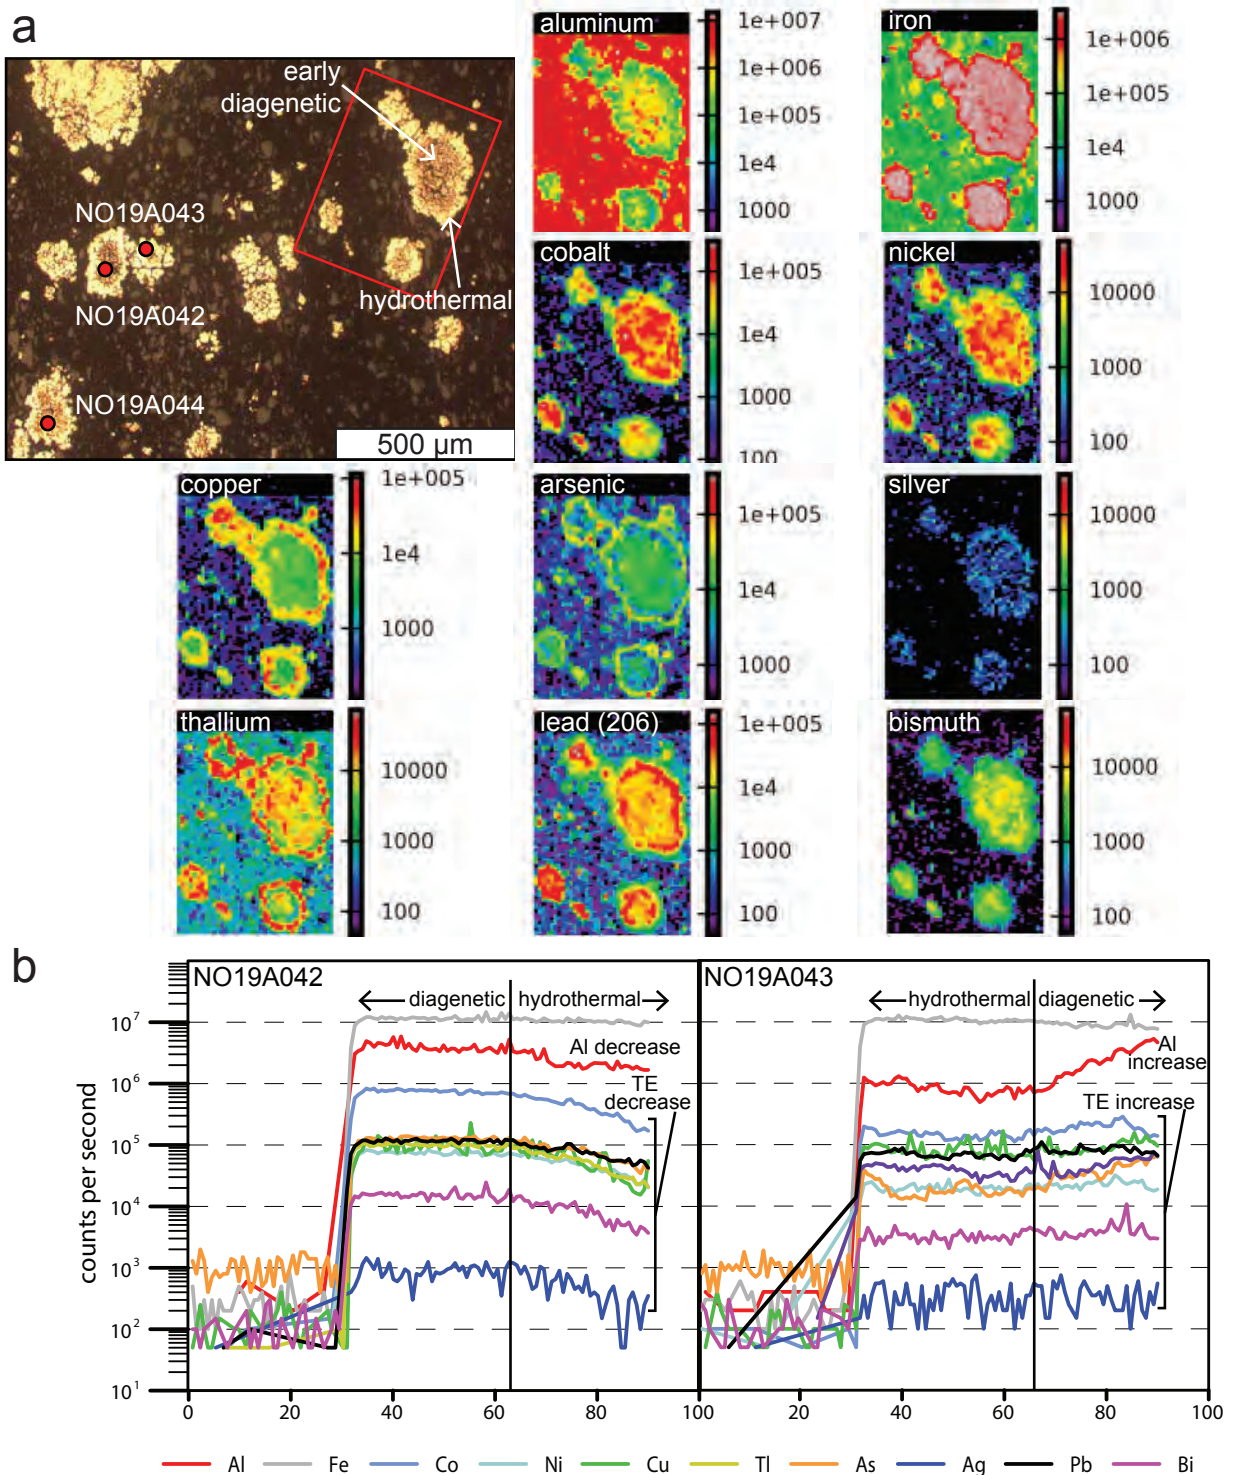 a
early
diagenetic
NO19A043
NO19A042
hydrothermal
NO19A044
500 µm
aluminum
1e+007
1e+006
1e+005
1e4
1000
iron
1e+006
1e+005
1e4
1000
cobalt
1e+005
1e4
1000
100
nickel
10000
1000
100
copper
1e+005
1e4
1000
arsenic
1e+005
1e4
1000
silver
10000
1000
100
thallium
10000
1000
100
lead (206)
1e+005
1e4
1000
100
bismuth
10000
1000
100
b
NO19A042
diagenetic
hydrothermal
Al decrease
TE
decrease
NO19A043
hydrothermal
diagenetic
Al
increase
TE increase
counts per second
10⁷
10⁶
10⁵
10⁴
10³
10²
10¹
0 20 40 60 80 100 20 40 60 80 100
Al Fe Co Ni Cu Tl As Ag Pb Bi